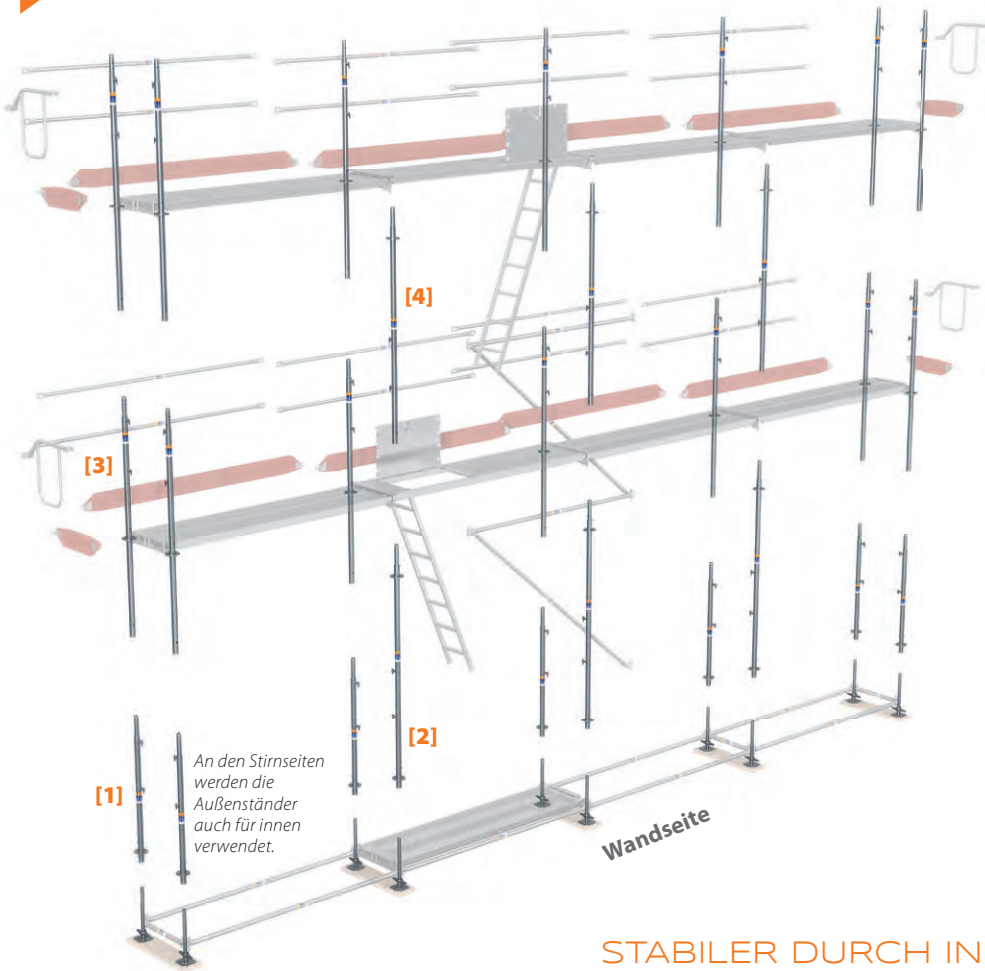 [4]
[3]
[2]
[1]
An den Stirnseiten
werden die
Außenständer
auch für innen
verwendet.
Wandseite
STABILER DURCH IN